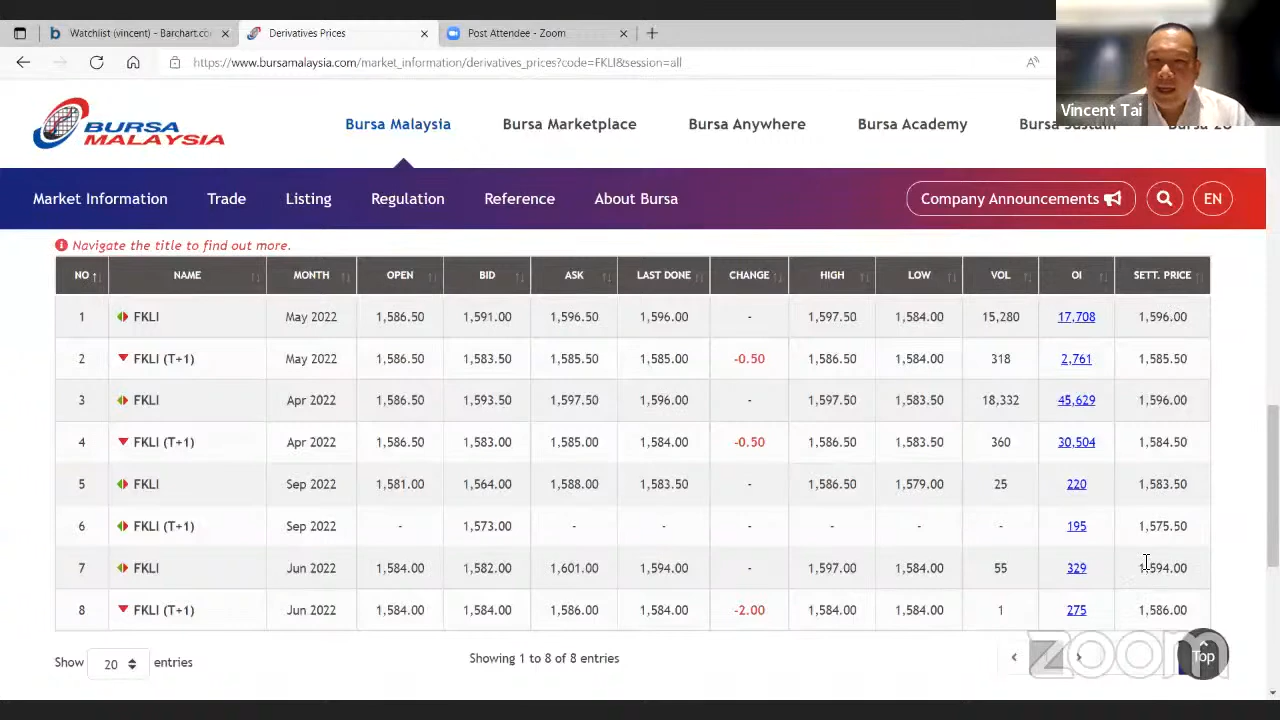 Watchlist (vincent) - Barchart.co
Derivatives Prices
Post Attendee - Zoom
https://www.bursamalaysia.com/market_information/derivatives_prices?code=FKLI&session=all
Vincent Tai
BURSA
MALAYSIA
Bursa Malaysia Bursa Marketplace Bursa Anywhere Bursa Academy Bursa Sustain
Market Information Trade Listing Regulation Reference About Bursa Company Announcements EN
Navigate the title to find out more.
NO NAME MONTH OPEN BID ASK LAST DONE CHANGE HIGH LOW VOL OI SETT. PRICE
1 FKLI May 2022 1,586.50 1,591.00 1,596.50 1,596.00 - 1,597.50 1,584.00 15,280 17,708 1,596.00
2 FKLI (T+1) May 2022 1,586.50 1,583.50 1,585.50 1,585.00 -0.50 1,586.50 1,584.00 318 2,761 1,585.50
3 FKLI Apr 2022 1,586.50 1,593.50 1,597.50 1,596.00 - 1,597.50 1,583.50 18,332 45,629 1,596.00
4 FKLI (T+1) Apr 2022 1,586.50 1,583.00 1,585.00 1,584.00 -0.50 1,586.50 1,583.50 360 30,504 1,584.50
5 FKLI Sep 2022 1,581.00 1,564.00 1,588.00 1,583.50 - 1,586.50 1,579.00 25 220 1,583.50
6 FKLI (T+1) Sep 2022 - 1,573.00 - - - - - - 195 1,575.50
7 FKLI Jun 2022 1,584.00 1,582.00 1,601.00 1,594.00 - 1,597.00 1,584.00 55 329 1,594.00
8 FKLI (T+1) Jun 2022 1,584.00 1,584.00 1,586.00 1,584.00 -2.00 1,584.00 1,584.00 1 275 1,586.00
Show 20 entries Showing 1 to 8 of 8 entries
zoom
Top